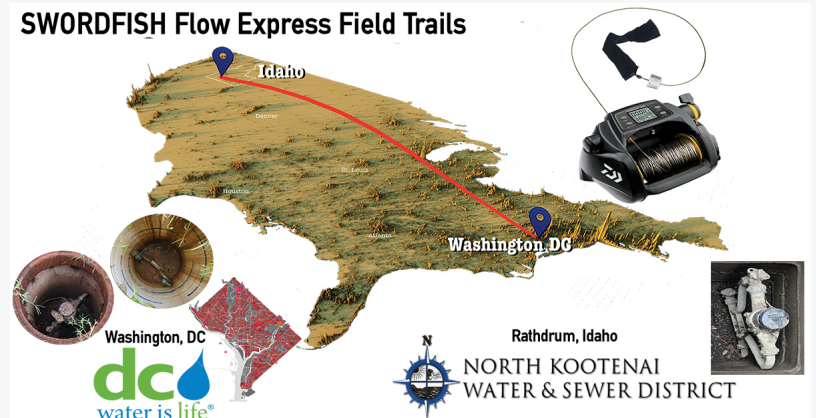 SWORDFISH Flow Express Field Trails
Idaho
Denver
St. Louis
Houston
Atlanta
Washington DC
Washington, DC
dc
water is life®
Rathdrum, Idaho
N
NORTH KOOTENAI
WATER & SEWER DISTRICT